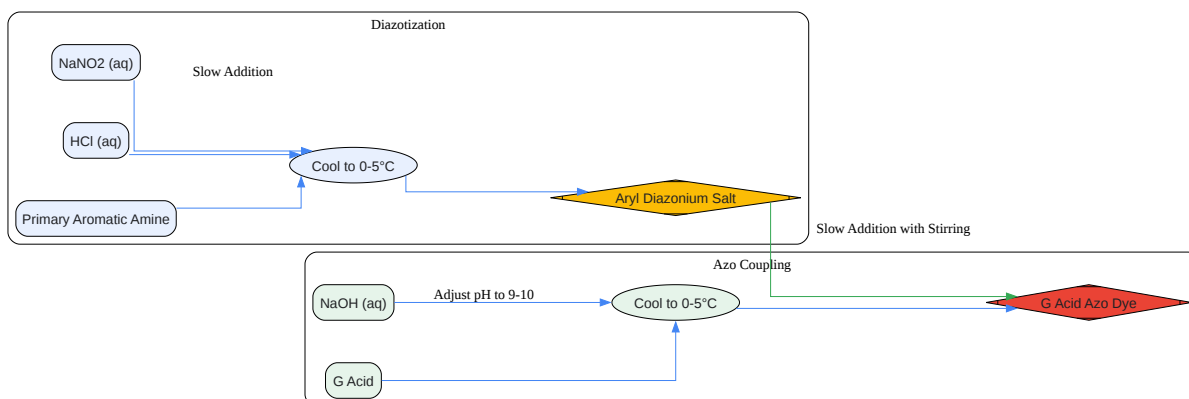 Diazotization
NaNO2 (aq)
Slow Addition
HCl (aq)
Cool to 0-5°C
Primary Aromatic Amine
Aryl Diazonium Salt
Slow Addition with Stirring
Azo Coupling
NaOH (aq)
Adjust pH to 9-10
Cool to 0-5°C
G Acid Azo Dye
G Acid